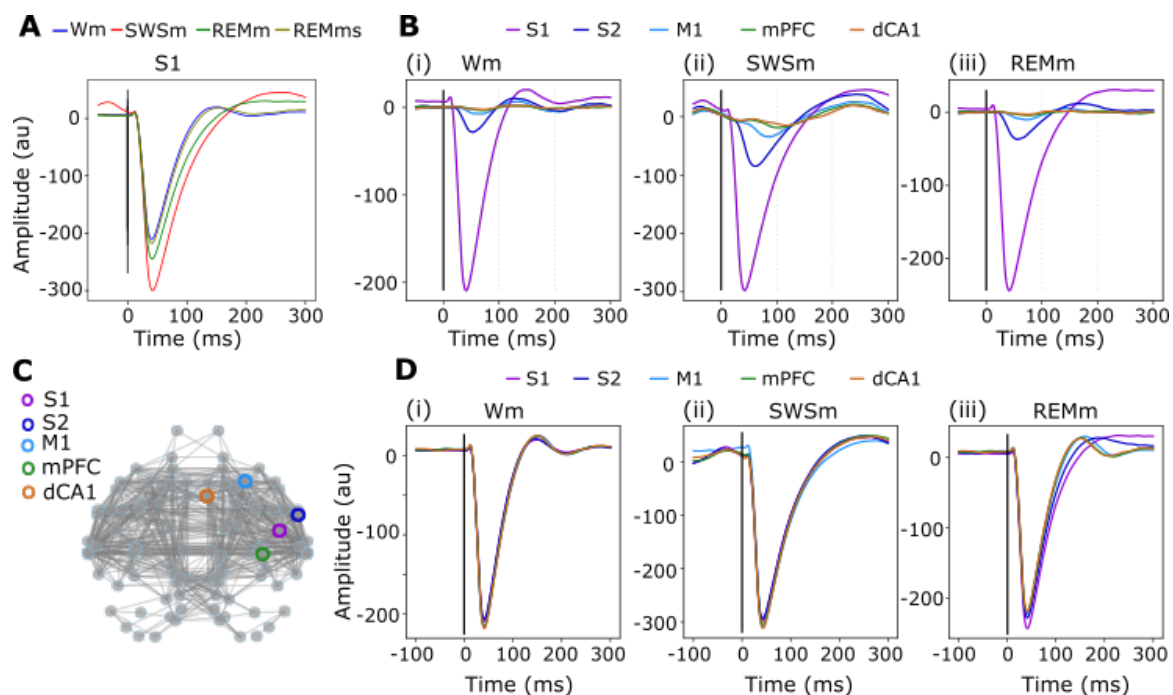 A
Wm SWSm REMm REMms
S1
Amplitude (au)
0
-100
-200
-300
0 100 200 300
Time (ms)
B
S1 S2 M1 mPFC dCA1
(i) Wm
0
-100
-200
0 100 200 300
Time (ms)
(ii) SWSm
0
-100
-200
-300
0 100 200 300
Time (ms)
(iii) REMm
0
-100
-200
0 100 200 300
Time (ms)
C
S1
S2
M1
mPFC
dCA1
D
S1 S2 M1 mPFC dCA1
(i) Wm
Amplitude (au)
0
-100
-200
-100 0 100 200 300
Time (ms)
(ii) SWSm
0
-100
-200
-300
-100 0 100 200 300
Time (ms)
(iii) REMm
0
-100
-200
-100 0 100 200 300
Time (ms)